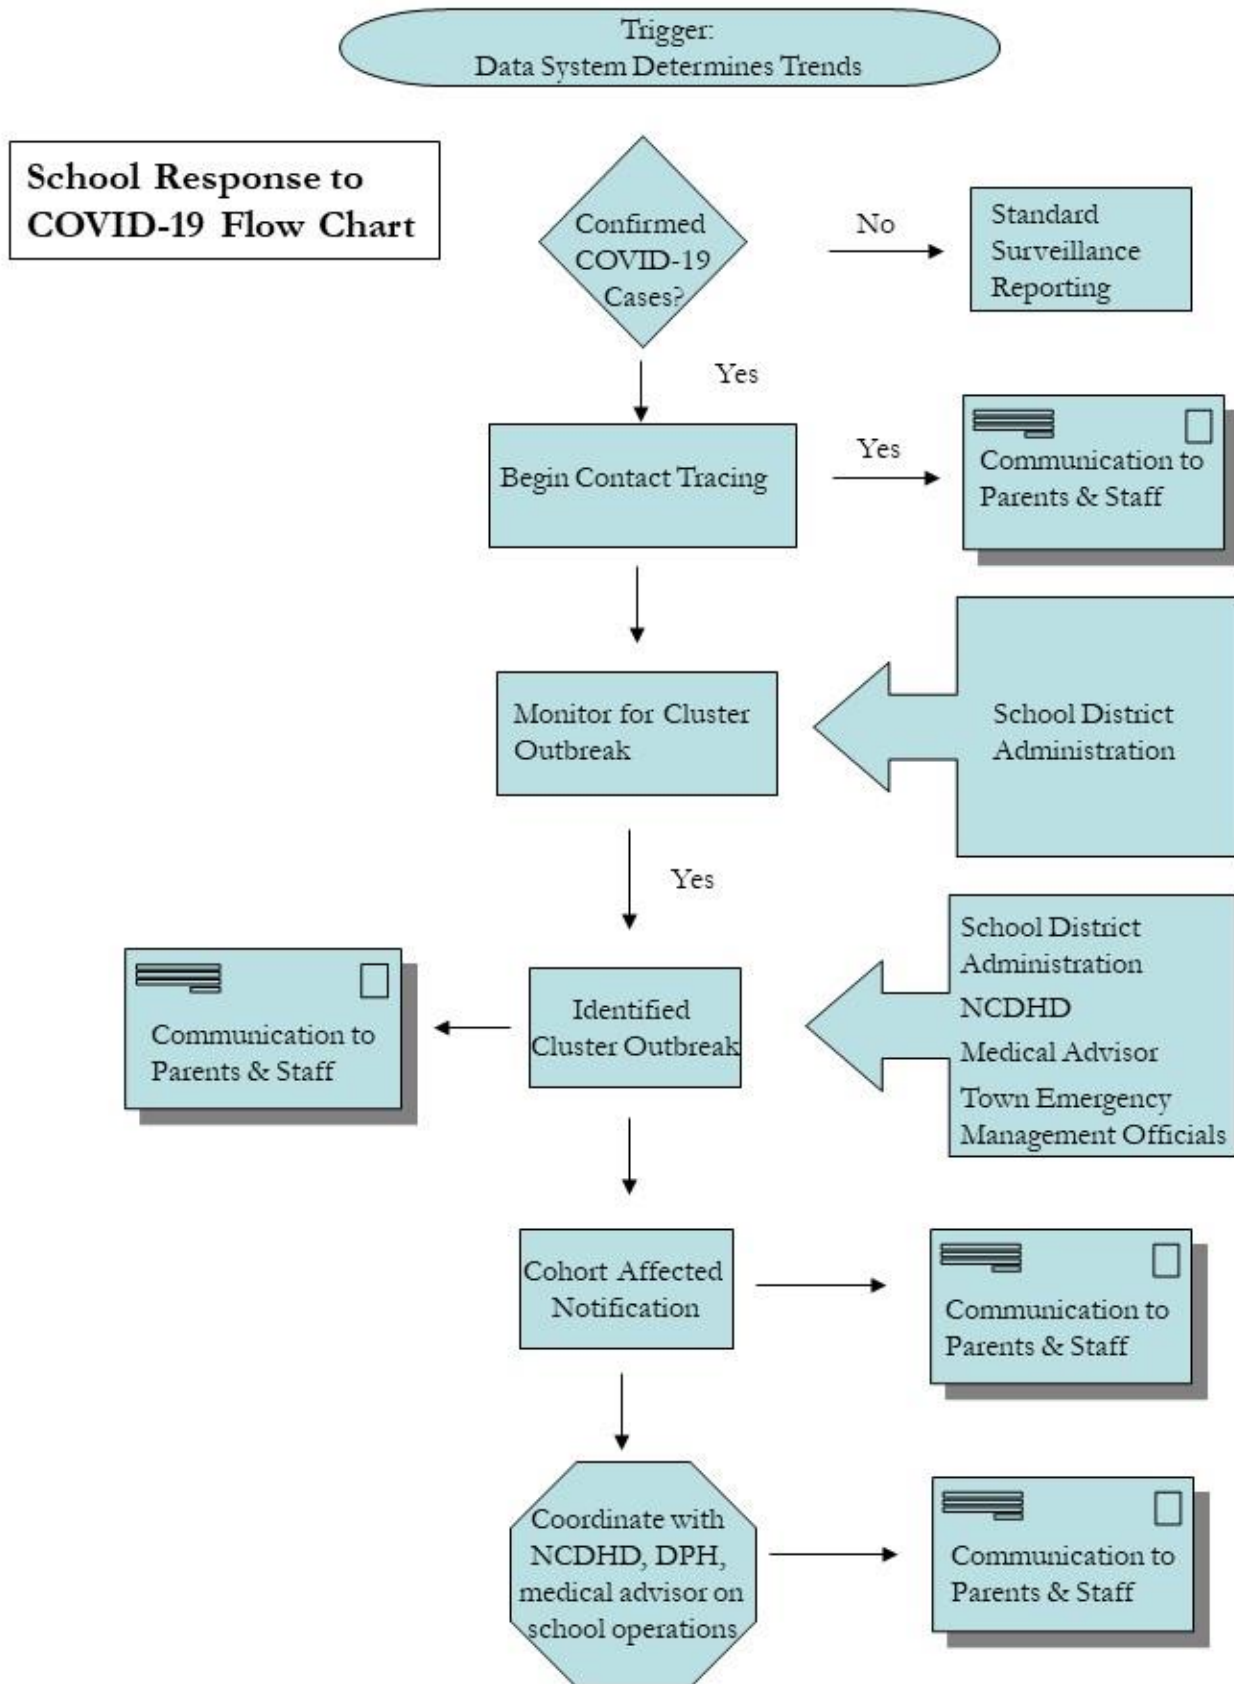 Trigger:
Data System Determines Trends
School Response to
COVID-19 Flow Chart
Confirmed
COVID-19
Cases?
No
Standard
Surveillance
Reporting
Yes
Begin Contact Tracing
Yes
Communication to
Parents & Staff
Monitor for Cluster
Outbreak
School District
Administration
Yes
School District
Administration
NCDHD
Medical Advisor
Town Emergency
Management Officials
Identified
Cluster Outbreak
Communication to
Parents & Staff
Cohort Affected
Notification
Communication to
Parents & Staff
Coordinate with
NCDHD, DPH,
medical advisor on
school operations
Communication to
Parents & Staff